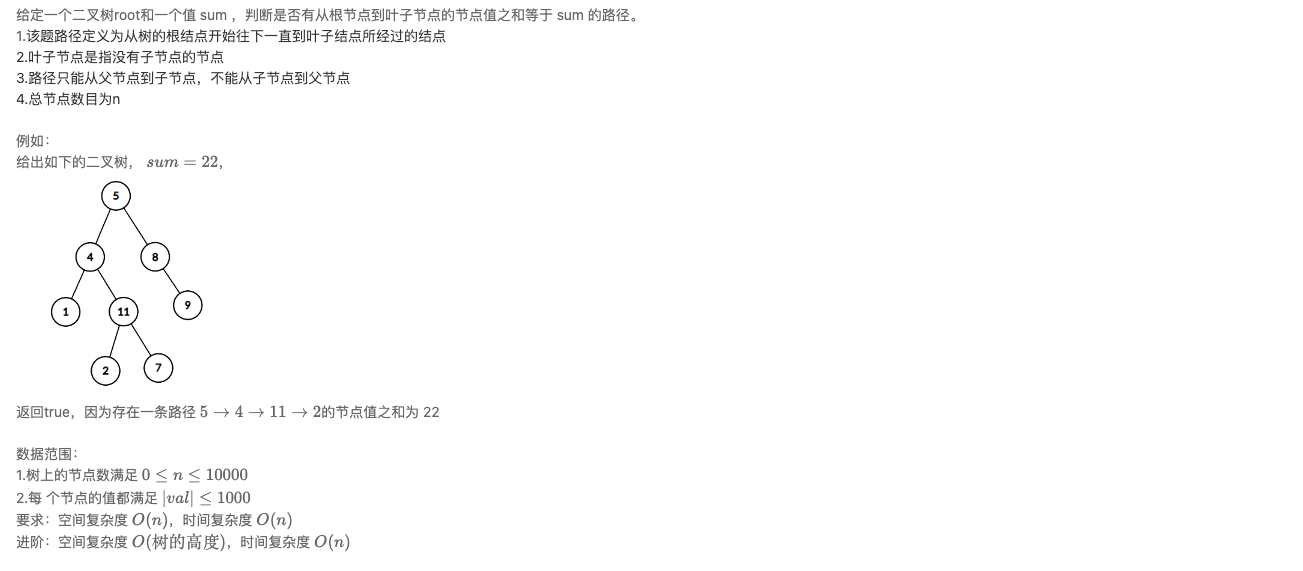 给定一个二叉树root和一个值 sum ，判断是否有从根节点到叶子节点的节点值之和等于 sum 的路径。
1.该题路径定义为从树的根结点开始往下一直到叶子结点所经过的结点
2.叶子节点是指没有子节点的节点
3.路径只能从父节点到子节点，不能从子节点到父节点
4.总节点数目为n
例如：
给出如下的二叉树， sum = 22，
5
4 8
1 11 9
2 7
返回true，因为存在一条路径 5 → 4 → 11 → 2的节点值之和为 22
数据范围：
1.树上的节点数满足 0 ≤ n ≤ 10000
2.每 个节点的值都满足 |val| ≤ 1000
要求：空间复杂度 O(n)，时间复杂度 O(n)
进阶：空间复杂度 O(树的高度)，时间复杂度 O(n)